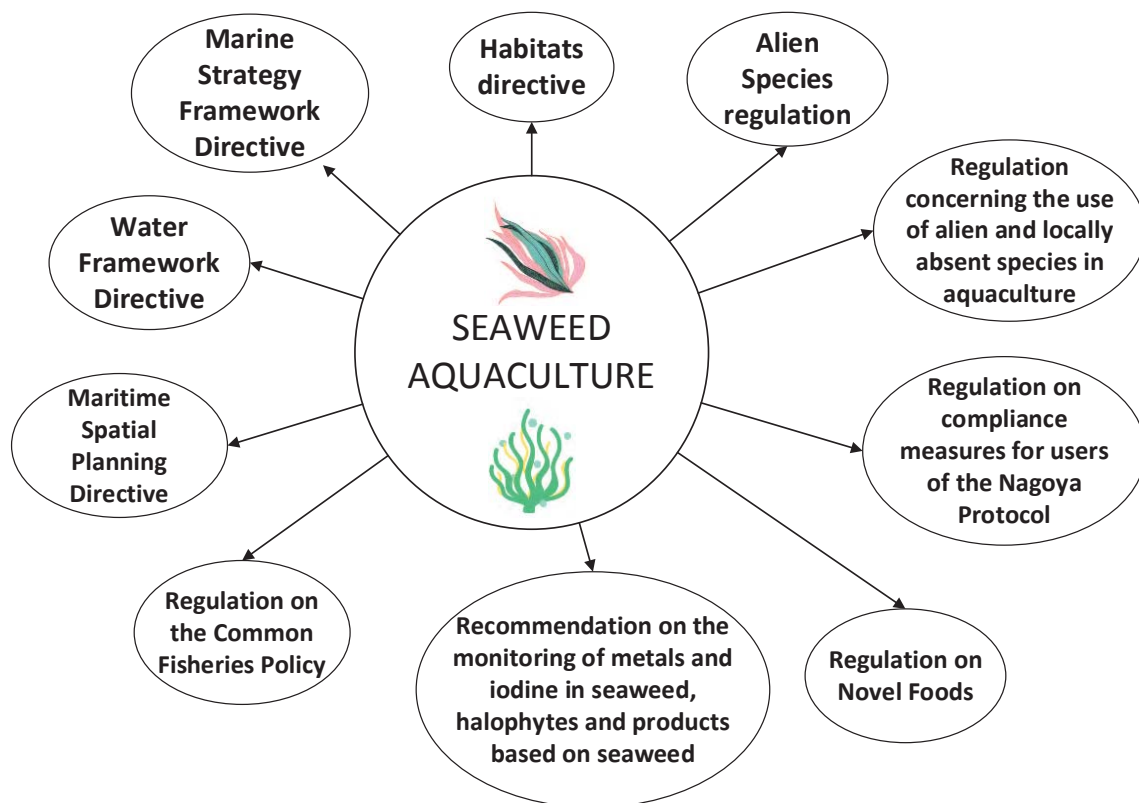 Marine
Strategy
Framework
Directive
Habitats
directive
Alien
Species
regulation
Regulation
concerning the use
of alien and locally
absent species in
aquaculture
Water
Framework
Directive
SEAWEED
AQUACULTURE
Maritime
Spatial
Planning
Directive
Regulation on
compliance
measures for users
of the Nagoya
Protocol
Regulation on
the Common
Fisheries Policy
Recommendation on the
monitoring of metals and
iodine in seaweed,
halophytes and products
based on seaweed
Regulation on
Novel Foods